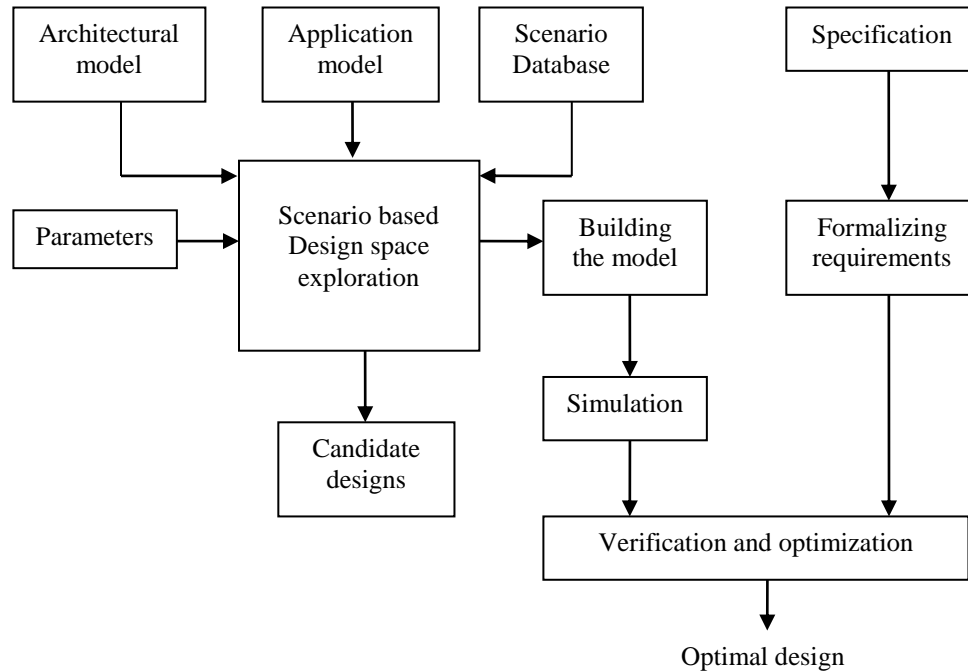 Architectural
model
Application
model
Scenario
Database
Specification
Parameters
Scenario based
Design space
exploration
Building
the model
Formalizing
requirements
Simulation
Candidate
designs
Verification and optimization
Optimal design